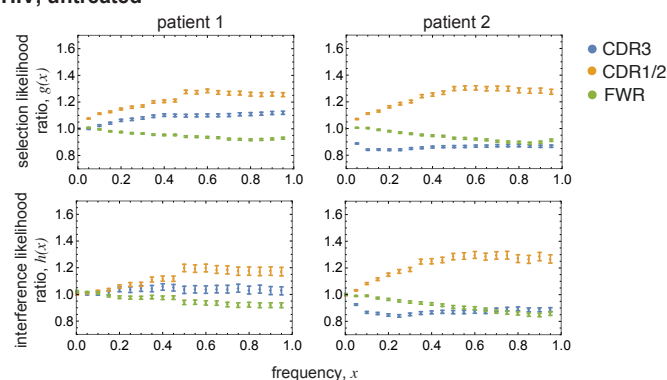 HIV, untreated
patient 1
patient 2
selection likelihood
ratio, g(x)
1.6
1.4
1.2
1.0
0.8
0.0 0.2 0.4 0.6 0.8 1.0
1.6
1.4
1.2
1.0
0.8
0.0 0.2 0.4 0.6 0.8 1.0
CDR3
CDR1/2
FWR
interference likelihood
ratio, h(x)
1.6
1.4
1.2
1.0
0.8
0.0 0.2 0.4 0.6 0.8 1.0
1.6
1.4
1.2
1.0
0.8
0.0 0.2 0.4 0.6 0.8 1.0
frequency, x